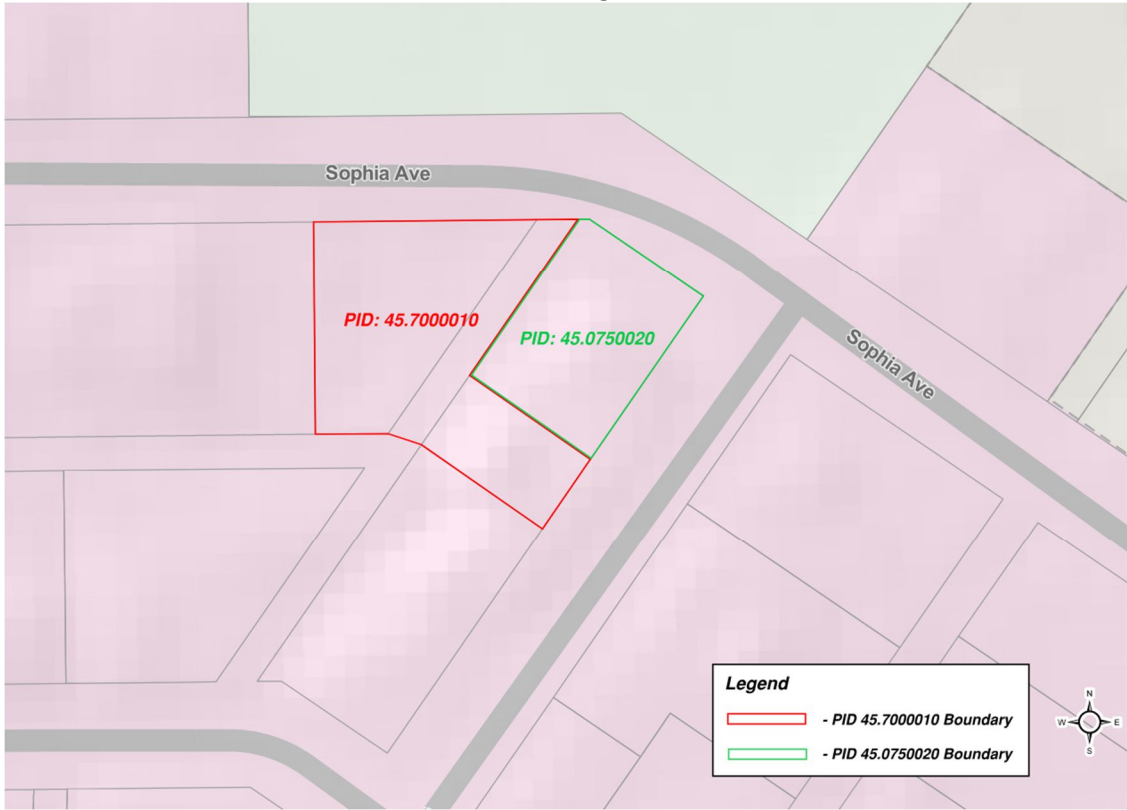 Sophia Ave
PID: 45.7000010
PID: 45.0750020
Sophia Ave
Legend
- PID 45.7000010 Boundary
- PID 45.0750020 Boundary
N
W
E
S